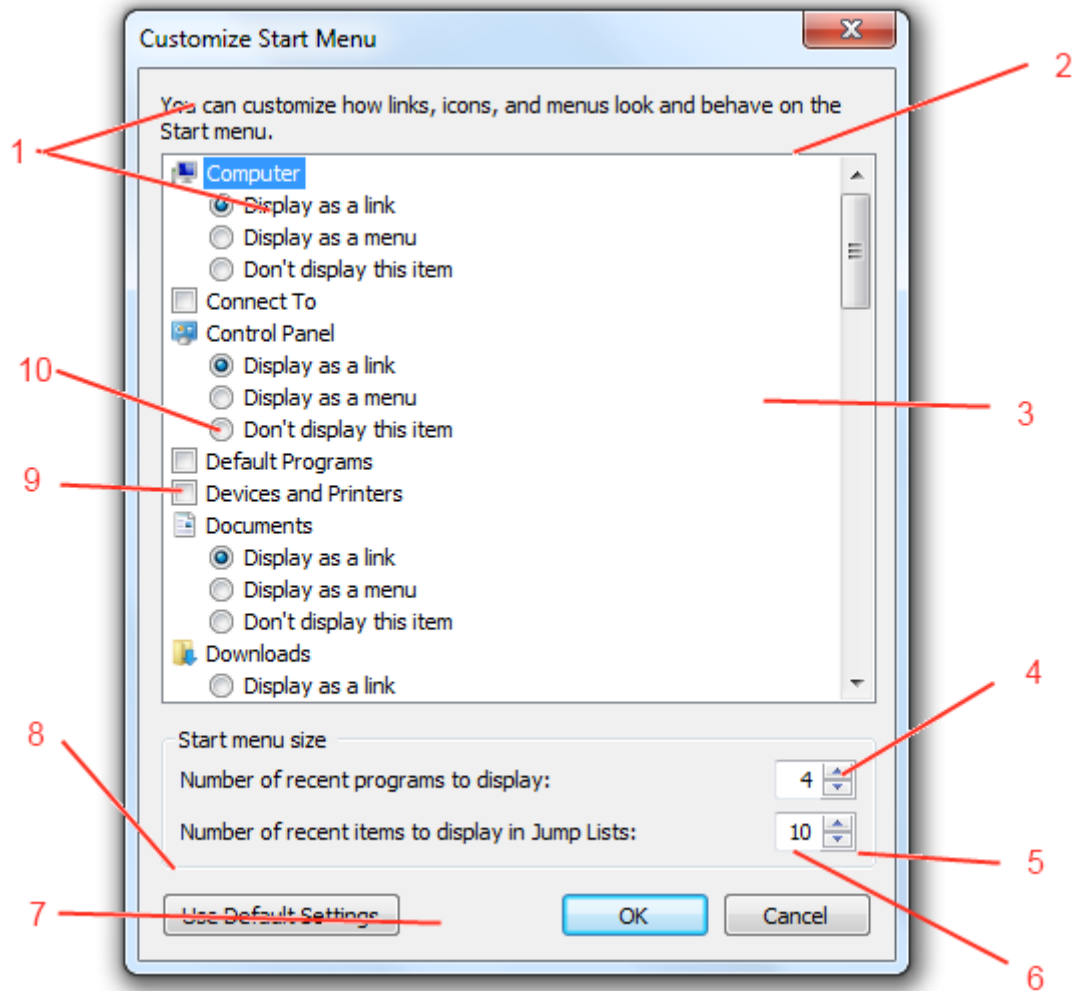 Customize Start Menu
2
You can customize how links, icons, and menus look and behave on the
Start menu.
1
Computer
Display as a link
Display as a menu
Don't display this item
Connect To
Control Panel
Display as a link
10
Display as a menu
3
Don't display this item
Default Programs
9
Devices and Printers
Documents
Display as a link
Display as a menu
Don't display this item
Downloads
Display as a link
4
8
Start menu size
Number of recent programs to display: 4
Number of recent items to display in Jump Lists: 10
5
7
Use Default Settings OK Cancel
6